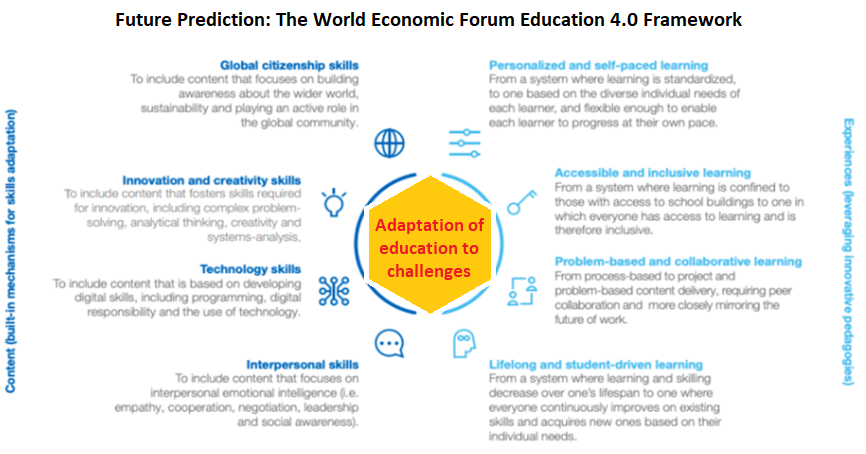 Future Prediction: The World Economic Forum Education 4.0 Framework
Content (built-in mechanisms for skills adaptation)
Global citizenship skills
To include content that focuses on building
awareness about the wider world,
sustainability and playing an active role in
the global community.
Innovation and creativity skills
To include content that fosters skills required
for innovation, including complex problem-
solving, analytical thinking, creativity and
systems-analysis,
Technology skills
To include content that is based on developing
digital skills, including programming, digital
responsibility and the use of technology.
Interpersonal skills
To include content that focuses on
interpersonal emotional intelligence (i.e.
empathy, cooperation, negotiation, leadership
and social awareness).
Adaptation of
education to
challenges
Personalized and self-paced learning
From a system where learning is standardized,
to one based on the diverse individual needs of
each learner, and flexible enough to enable
each learner to progress at their own pace.
Accessible and inclusive learning
From a system where learning is confined to
those with access to school buildings to one in
which everyone has access to learning and is
therefore inclusive.
Problem-based and collaborative learning
From process-based to project and
problem-based content delivery, requiring peer
collaboration and more closely mirroring the
future of work.
Lifelong and student-driven learning
From a system where learning and skilling
decrease over one's lifespan to one where
everyone continuously improves on existing
skills and acquires new ones based on their
individual needs.
Experiences (leveraging innovative pedagogies)